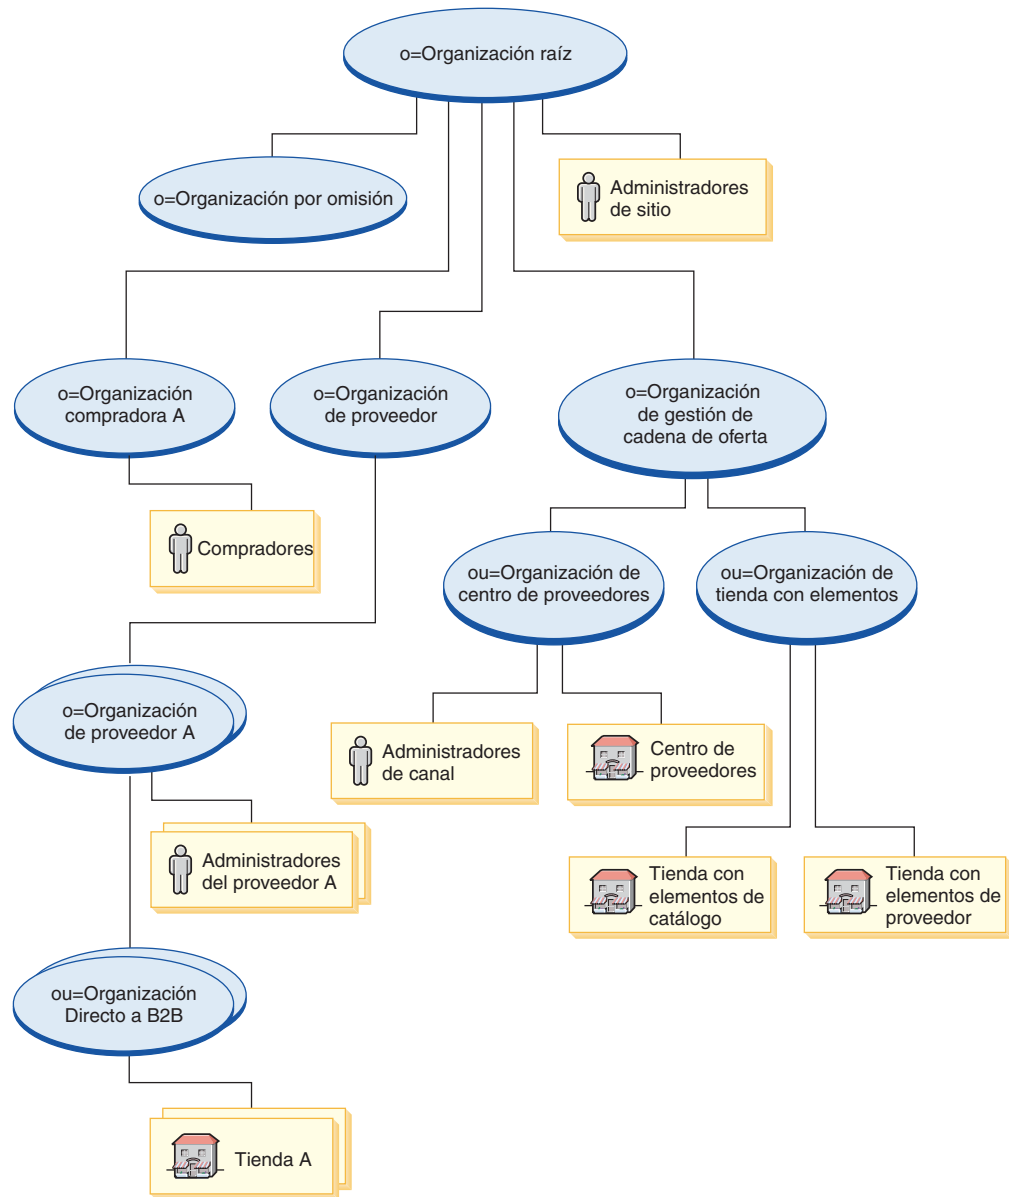 o=Organización raíz
o=Organización por omisión
Administradores
de sitio
o=Organización
compradora A
o=Organización
de proveedor
o=Organización
de gestión de
cadena de oferta
Compradores
ou=Organización de
centro de proveedores
ou=Organización de
tienda con elementos
o=Organización
de proveedor A
Administradores
de canal
Centro de
proveedores
Administradores
del proveedor A
Tienda con
elementos de
catálogo
Tienda con
elementos de
proveedor
ou=Organización
Directo a B2B
Tienda A